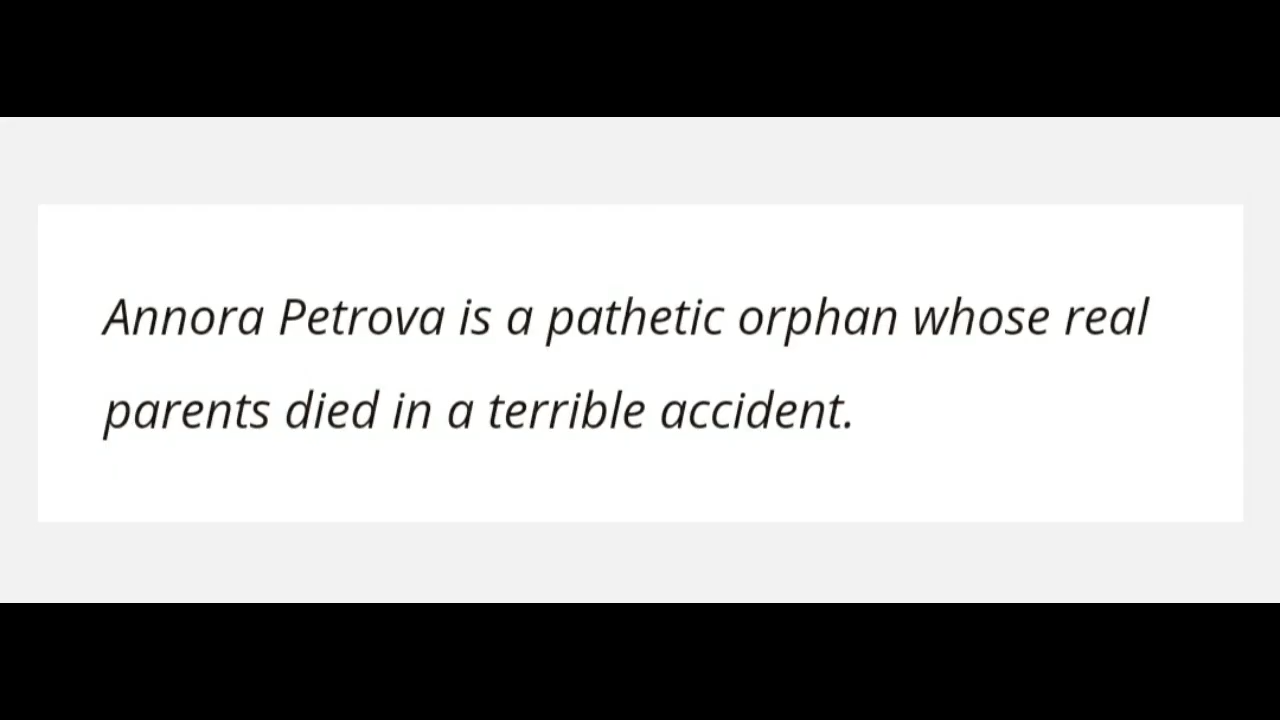 Annora Petrova is a pathetic orphan whose real
parents died in a terrible accident.